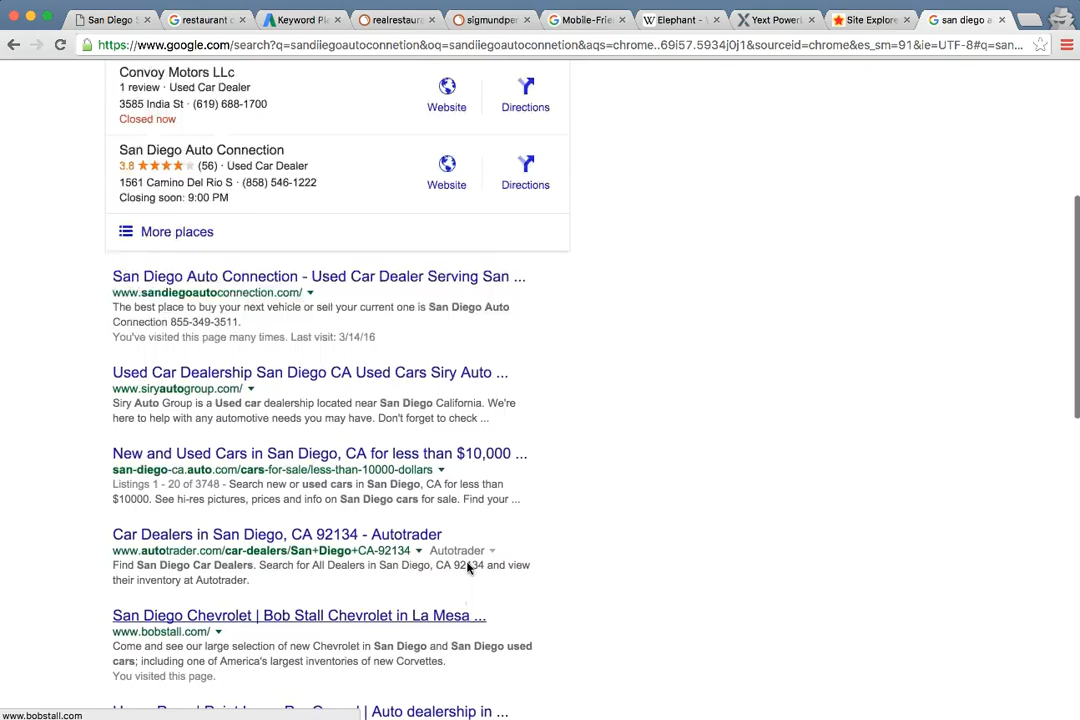 San Diego S
restaurant c
Keyword Pl
realrestaura
sigmundper
Mobile-Frie
Elephant -
Yext Poweri
Site Explore
san diego a
https://www.google.com/search?q=sandiiegoautoconnetion&oq=sandiiegoautoconnetion&aqs=chrome..69i57.5934j0j1&sourceid=chrome&es_sm=91&ie=UTF-8#q=san...
Convoy Motors LLc
1 review · Used Car Dealer
3585 India St · (619) 688-1700
Closed now
Website
Directions
San Diego Auto Connection
3.8 (56) · Used Car Dealer
1561 Camino Del Rio S · (858) 546-1222
Closing soon: 9:00 PM
Website
Directions
More places
San Diego Auto Connection - Used Car Dealer Serving San ...
www.sandiegoautoconnection.com/
The best place to buy your next vehicle or sell your current one is San Diego Auto
Connection 855-349-3511.
You've visited this page many times. Last visit: 3/14/16
Used Car Dealership San Diego CA Used Cars Siry Auto ...
www.siryautogroup.com/
Siry Auto Group is a Used car dealership located near San Diego California. We're
here to help with any automotive needs you may have. Don't forget to check ...
New and Used Cars in San Diego, CA for less than $10,000 ...
san-diego-ca.auto.com/cars-for-sale/less-than-10000-dollars
Listings 1 - 20 of 3748 - Search new or used cars in San Diego, CA for less than
$10000. See hi-res pictures, prices and info on San Diego cars for sale. Find your ...
Car Dealers in San Diego, CA 92134 - Autotrader
www.autotrader.com/car-dealers/San+Diego+CA-92134 Autotrader
Find San Diego Car Dealers. Search for All Dealers in San Diego, CA 92134 and view
their inventory at Autotrader.
San Diego Chevrolet | Bob Stall Chevrolet in La Mesa ...
www.bobstall.com/
Come and see our large selection of new Chevrolet in San Diego and San Diego used
cars; including one of America's largest inventories of new Corvettes.
You visited this page.
| Auto dealership in ...
www.bobstall.com